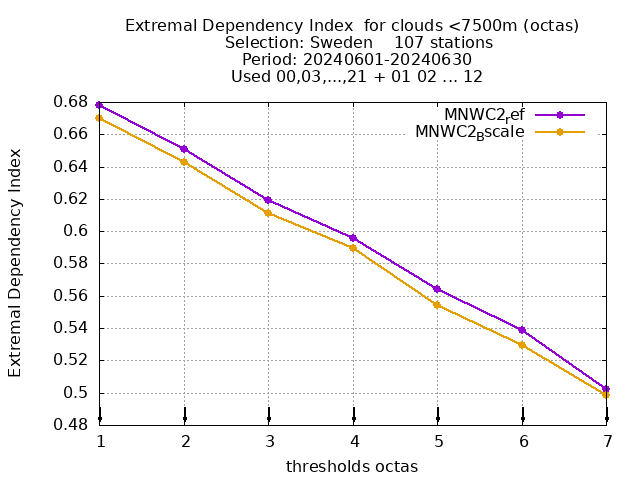 Extremal Dependency Index  for clouds <7500m (octas)
Selection: Sweden    107 stations
Period: 20240601-20240630
Used 00,03,...,21 + 01 02 ... 12
MNWC2_ref
MNWC2_Bscale
Extremal Dependency Index
0.68
0.66
0.64
0.62
0.6
0.58
0.56
0.54
0.52
0.5
0.48
1 2 3 4 5 6 7
thresholds octas